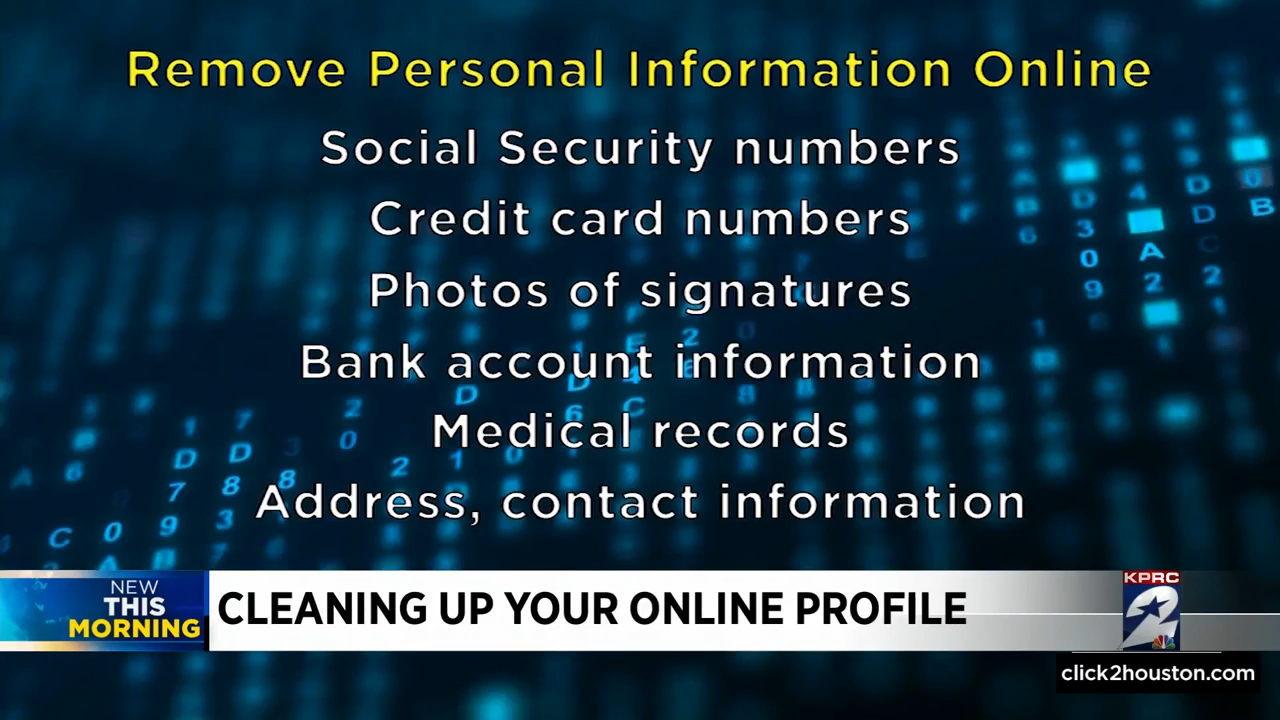 Remove Personal Information Online
Social Security numbers
Credit card numbers
Photos of signatures
Bank account information
Medical records
Address, contact information
NEW
THIS
MORNING
CLEANING UP YOUR ONLINE PROFILE
KPRC
2
click2houston.com